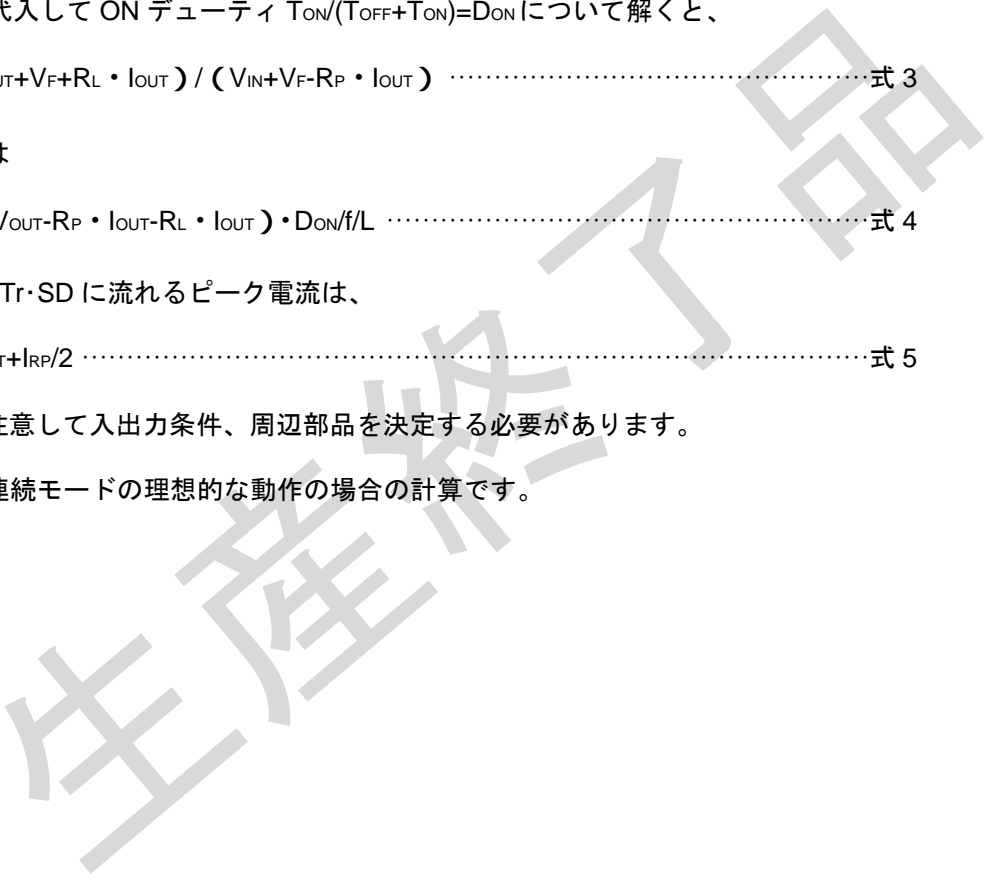 代入して ON デューティ TON/(TOFF+TON)=DONについて解くと、
UT+VF+RL・IOUT）/（VIN+VF-RP・IOUT）……………………………………………式 3
は
VOUT-RP・IOUT-RL・IOUT）・DON/f/L ……………………………………………………式 4
Tr･SD に流れるピーク電流は、
T+IRP/2 ………………………………………………………………………………………式 5
注意して入出力条件、周辺部品を決定する必要があります。
連続モードの理想的な動作の場合の計算です。
生産終了品